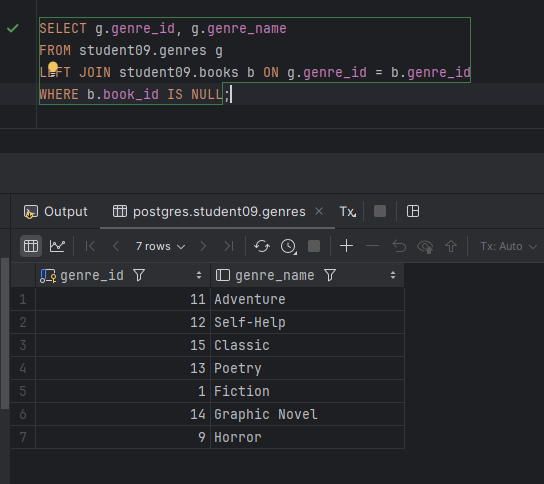 SELECT g.genre_id, g.genre_name
FROM student09.genres g
LEFT JOIN student09.books b ON g.genre_id = b.genre_id
WHERE b.book_id IS NULL;
Output postgres.student09.genres × Tx
7 rows Tx: Auto
genre_id genre_name
1 11 Adventure
2 12 Self-Help
3 15 Classic
4 13 Poetry
5 1 Fiction
6 14 Graphic Novel
7 9 Horror